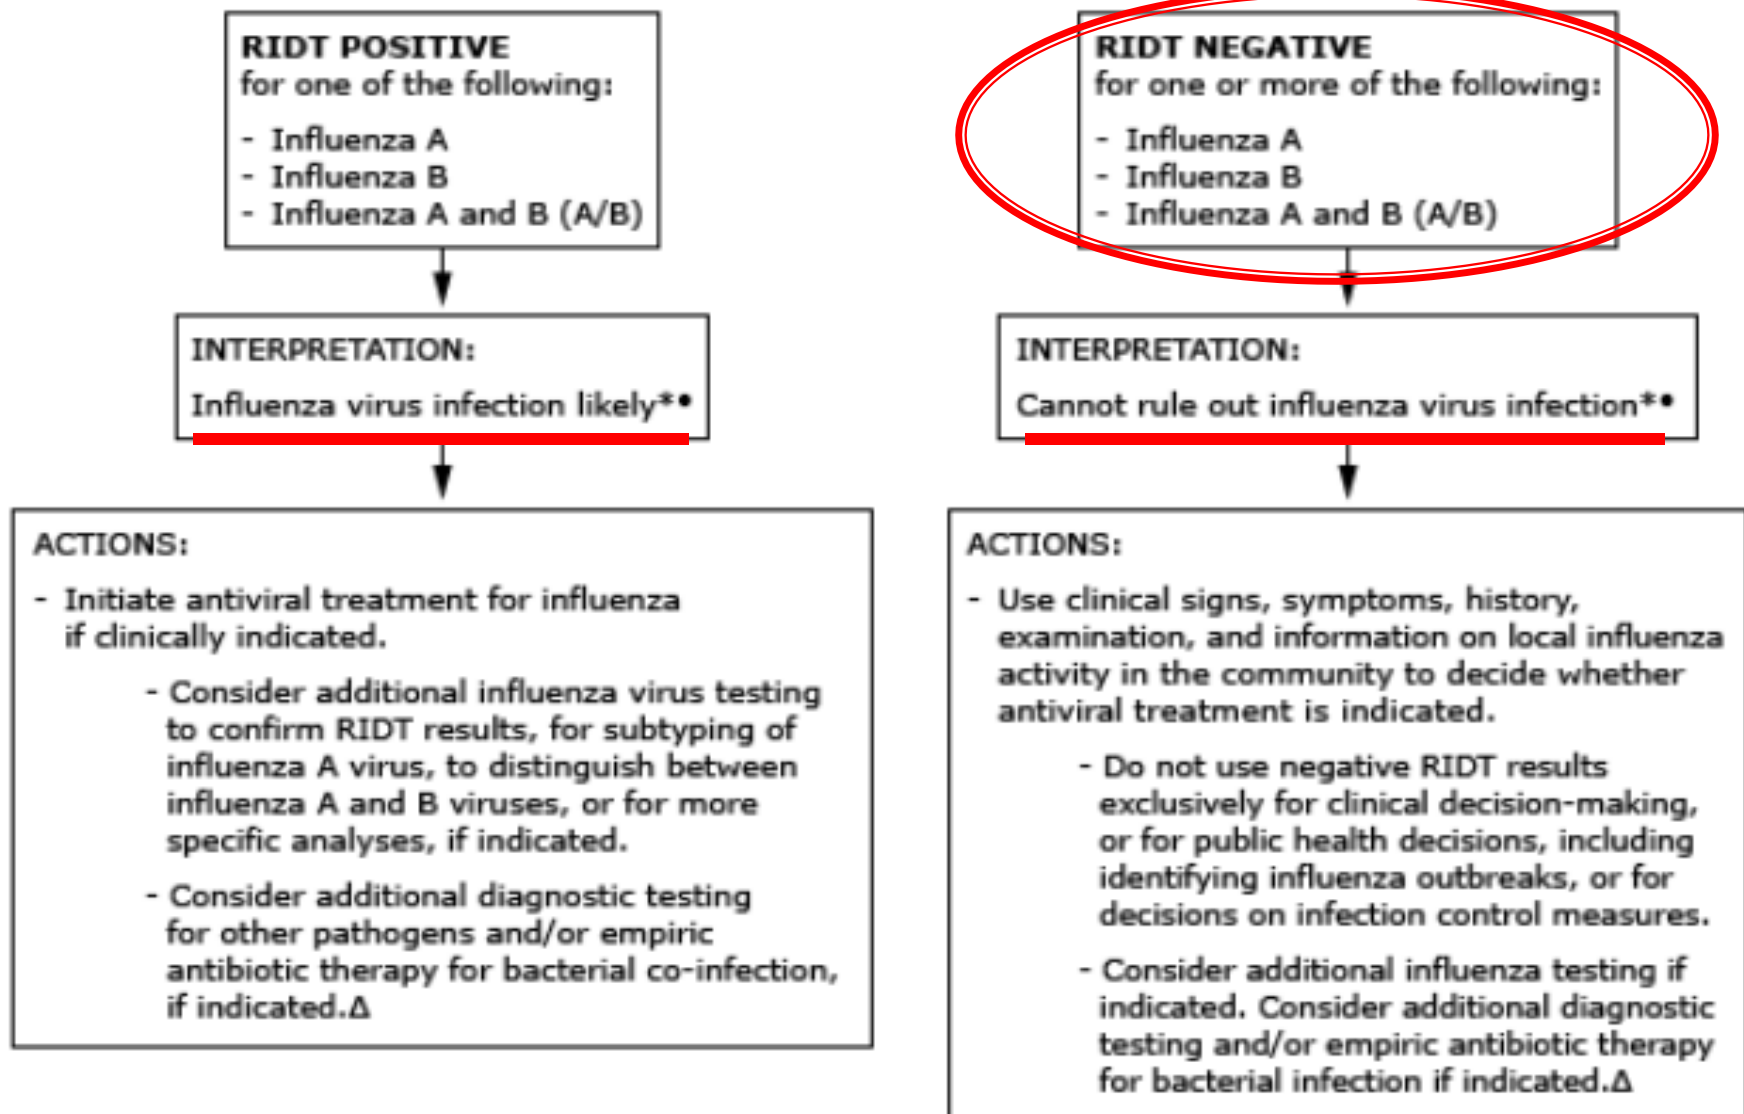 RIDT POSITIVE
for one of the following:
- Influenza A
- Influenza B
- Influenza A and B (A/B)
INTERPRETATION:
Influenza virus infection likely*•
ACTIONS:
- Initiate antiviral treatment for influenza
if clinically indicated.
- Consider additional influenza virus testing
to confirm RIDT results, for subtyping of
influenza A virus, to distinguish between
influenza A and B viruses, or for more
specific analyses, if indicated.
- Consider additional diagnostic testing
for other pathogens and/or empiric
antibiotic therapy for bacterial co-infection,
if indicated.Δ
RIDT NEGATIVE
for one or more of the following:
- Influenza A
- Influenza B
- Influenza A and B (A/B)
INTERPRETATION:
Cannot rule out influenza virus infection*•
ACTIONS:
- Use clinical signs, symptoms, history,
examination, and information on local influenza
activity in the community to decide whether
antiviral treatment is indicated.
- Do not use negative RIDT results
exclusively for clinical decision-making,
or for public health decisions, including
identifying influenza outbreaks, or for
decisions on infection control measures.
- Consider additional influenza testing if
indicated. Consider additional diagnostic
testing and/or empiric antibiotic therapy
for bacterial infection if indicated.Δ